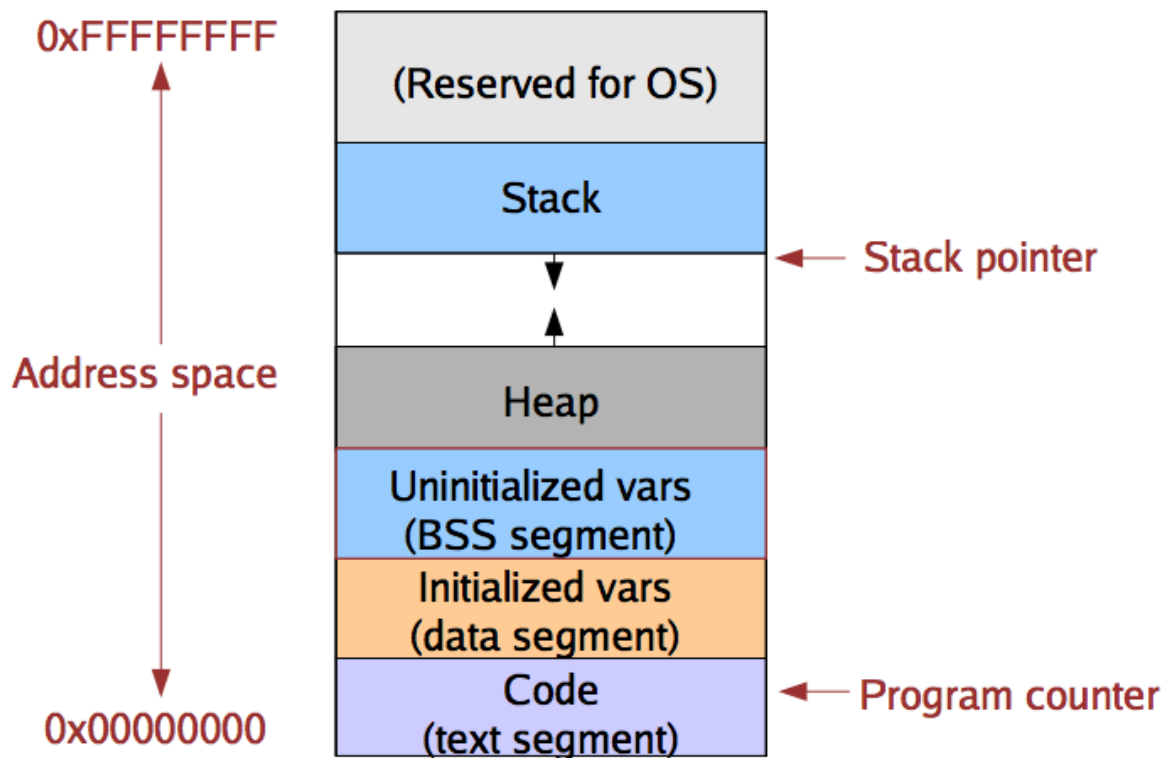 0xFFFFFFFF
(Reserved for OS)
Stack
Stack pointer
Address space
Heap
Uninitialized vars
(BSS segment)
Initialized vars
(data segment)
Code
(text segment)
Program counter
0x00000000